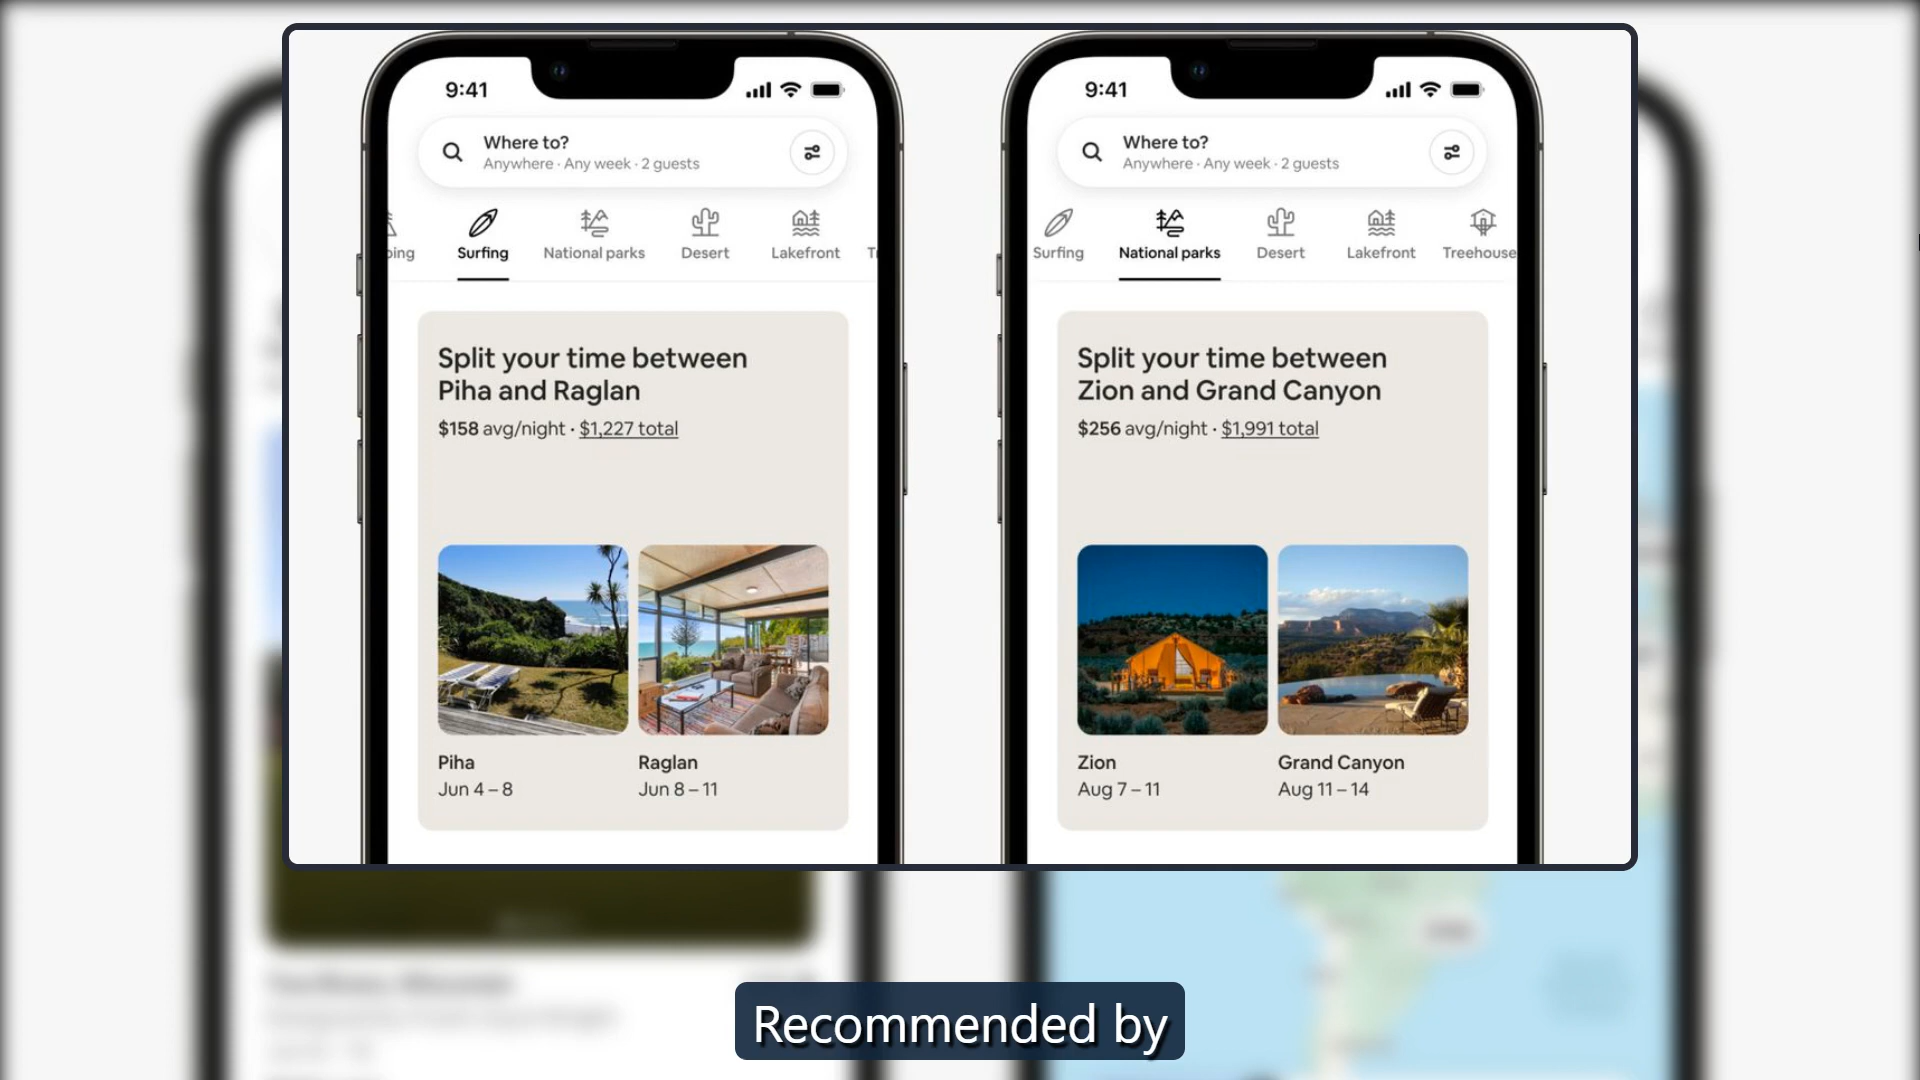 9:41
Where to?
Anywhere · Any week · 2 guests
ping
Surfing
National parks
Desert
Lakefront
Split your time between
Piha and Raglan
$158 avg/night · $1,227 total
Piha
Jun 4 – 8
Raglan
Jun 8 – 11
9:41
Where to?
Anywhere · Any week · 2 guests
Surfing
National parks
Desert
Lakefront
Treehouse
Split your time between
Zion and Grand Canyon
$256 avg/night · $1,991 total
Zion
Aug 7 – 11
Grand Canyon
Aug 11 – 14
Recommended by